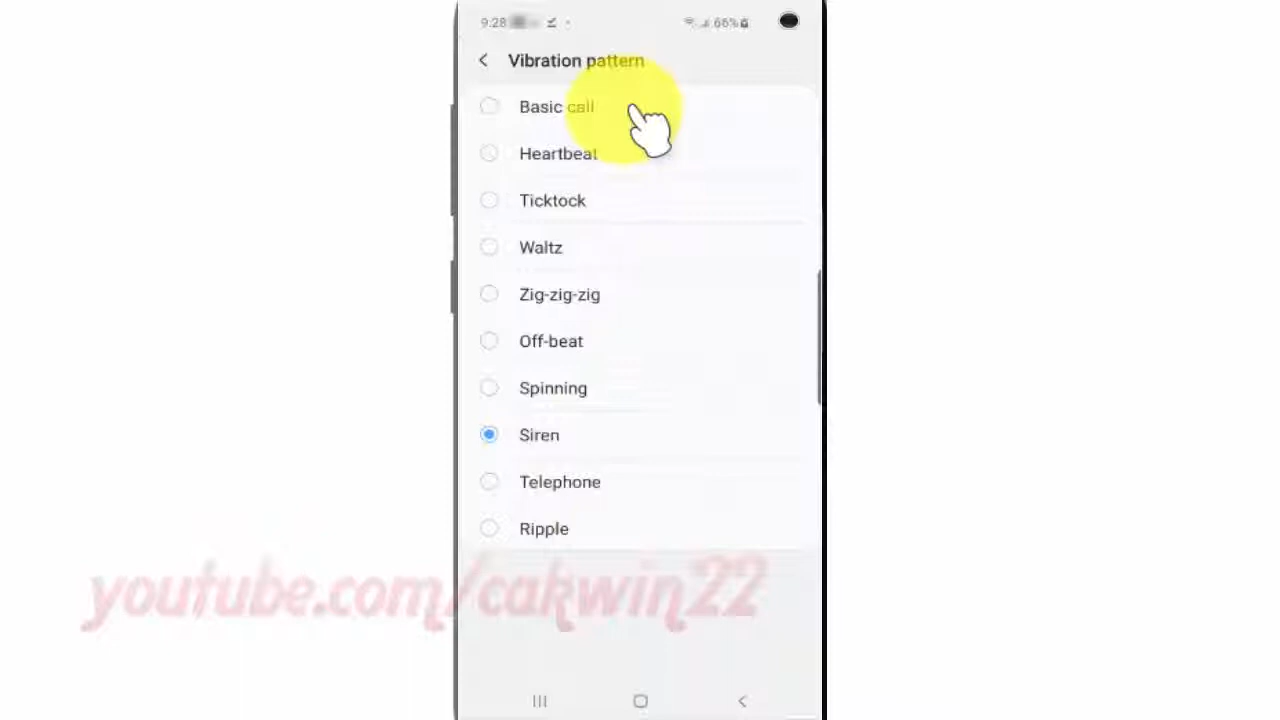 9:28 66%
Vibration pattern
Basic call
Heartbeat
Ticktock
Waltz
Zig-zig-zig
Off-beat
Spinning
Siren
Telephone
Ripple
youtube.com/cakwin22